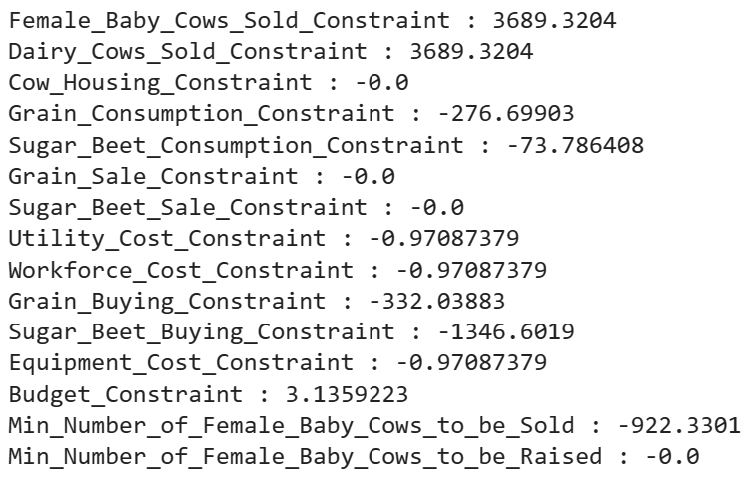 Female_Baby_Cows_Sold_Constraint : 3689.3204
Dairy_Cows_Sold_Constraint : 3689.3204
Cow_Housing_Constraint : -0.0
Grain_Consumption_Constraint : -276.69903
Sugar_Beet_Consumption_Constraint : -73.786408
Grain_Sale_Constraint : -0.0
Sugar_Beet_Sale_Constraint : -0.0
Utility_Cost_Constraint : -0.97087379
Workforce_Cost_Constraint : -0.97087379
Grain_Buying_Constraint : -332.03883
Sugar_Beet_Buying_Constraint : -1346.6019
Equipment_Cost_Constraint : -0.97087379
Budget_Constraint : 3.1359223
Min_Number_of_Female_Baby_Cows_to_be_Sold : -922.3301
Min_Number_of_Female_Baby_Cows_to_be_Raised : -0.0